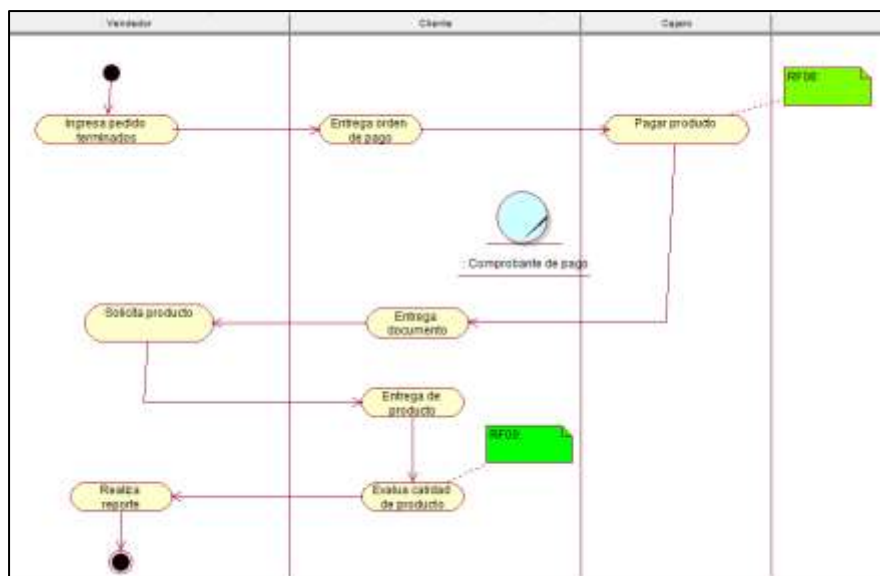 Vendedor
Cliente
Cajero
RF08:
Ingresa pedido
terminados
Entrega orden
de pago
Pagar producto
: Comprobante de pago
Solicita producto
Entrega
documento
Entrega de
producto
RF09:
Realiza
reporte
Evalua calidad
de producto